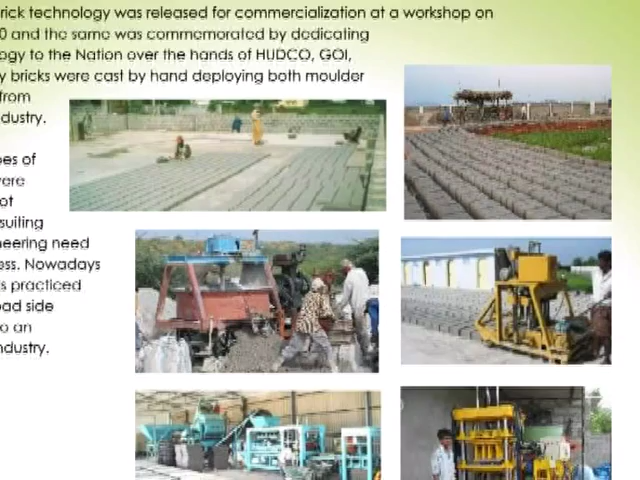 rick technology was released for commercialization at a workshop on
0 and the same was commemorated by dedicating
ogy to the Nation over the hands of HUDCO, GOI,
y bricks were cast by hand deploying both moulder
from
dustry.
es of
ere
ot
suiting
neering need
ess. Nowadays
s practiced
oad side
o an
ndustry.